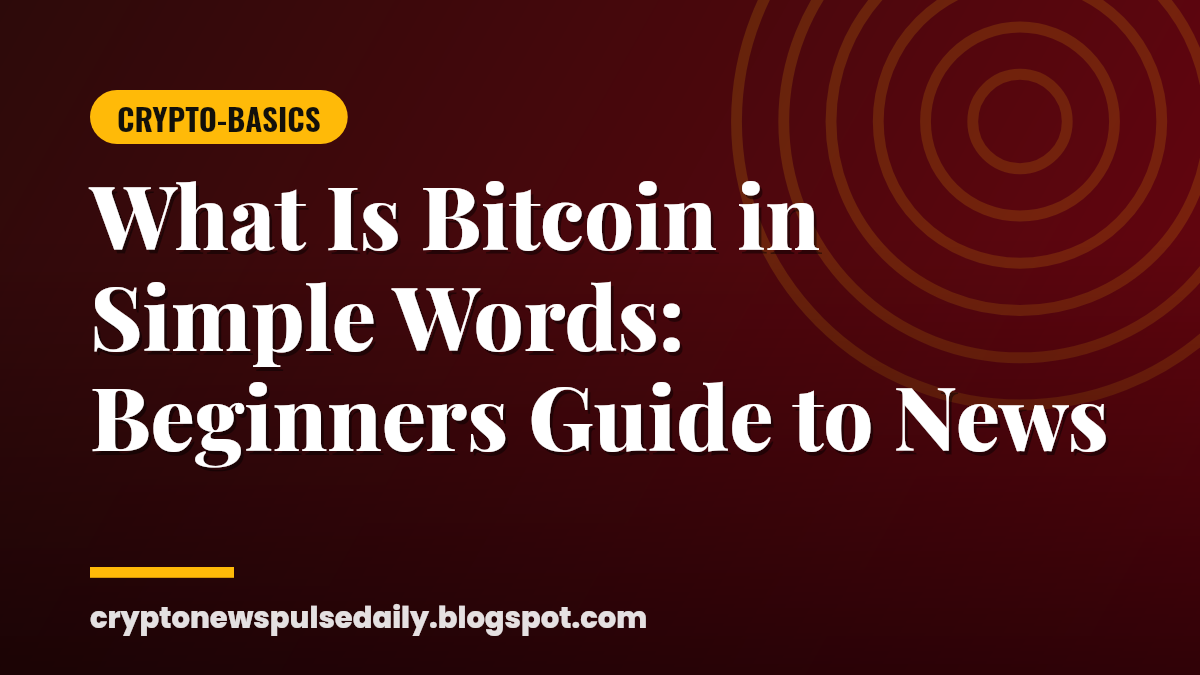 CRYPTO-BASICS
What Is Bitcoin in
Simple Words:
Beginners Guide to News
cryptonewspulsedaily.blogspot.com